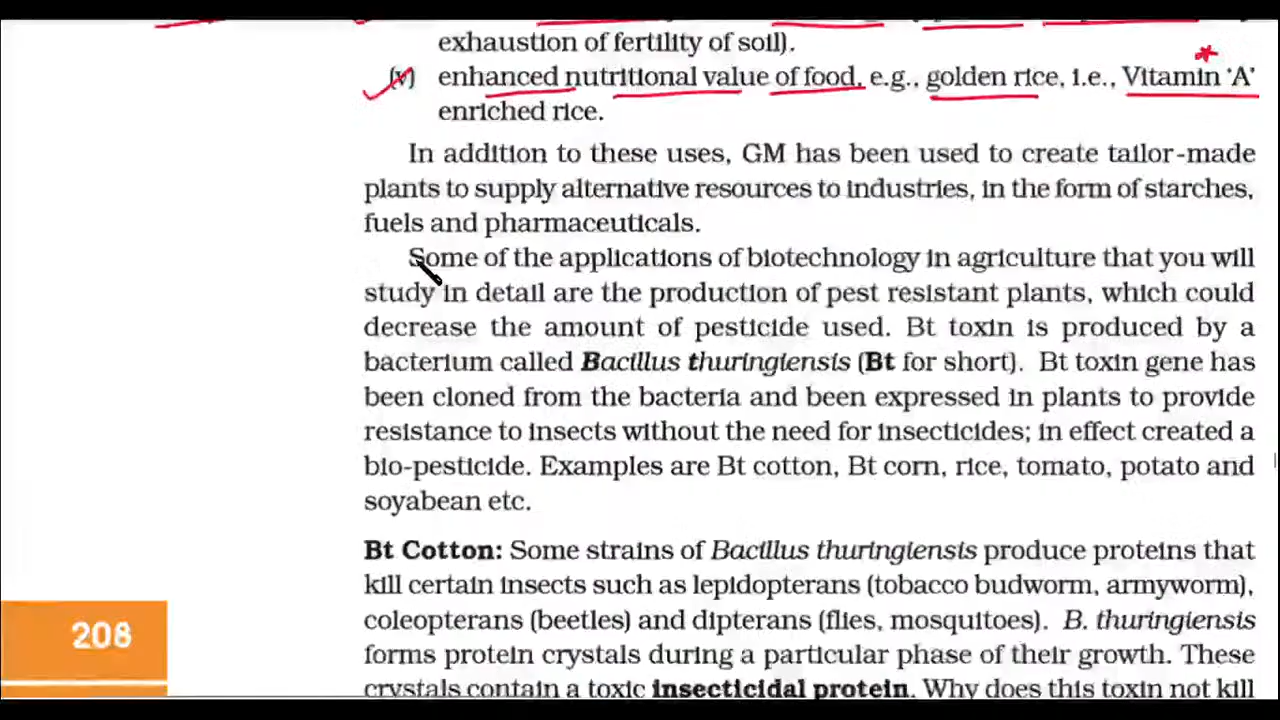 exhaustion of fertility of soil).
(v) enhanced nutritional value of food, e.g., golden rice, i.e., Vitamin ‘A’
enriched rice.
In addition to these uses, GM has been used to create tailor-made
plants to supply alternative resources to industries, in the form of starches,
fuels and pharmaceuticals.
Some of the applications of biotechnology in agriculture that you will
study in detail are the production of pest resistant plants, which could
decrease the amount of pesticide used. Bt toxin is produced by a
bacterium called Bacillus thuringiensis (Bt for short). Bt toxin gene has
been cloned from the bacteria and been expressed in plants to provide
resistance to insects without the need for insecticides; in effect created a
bio-pesticide. Examples are Bt cotton, Bt corn, rice, tomato, potato and
soyabean etc.
Bt Cotton: Some strains of Bacillus thuringiensis produce proteins that
kill certain insects such as lepidopterans (tobacco budworm, armyworm),
coleopterans (beetles) and dipterans (flies, mosquitoes). B. thuringiensis
forms protein crystals during a particular phase of their growth. These
crystals contain a toxic insecticidal protein. Why does this toxin not kill
208